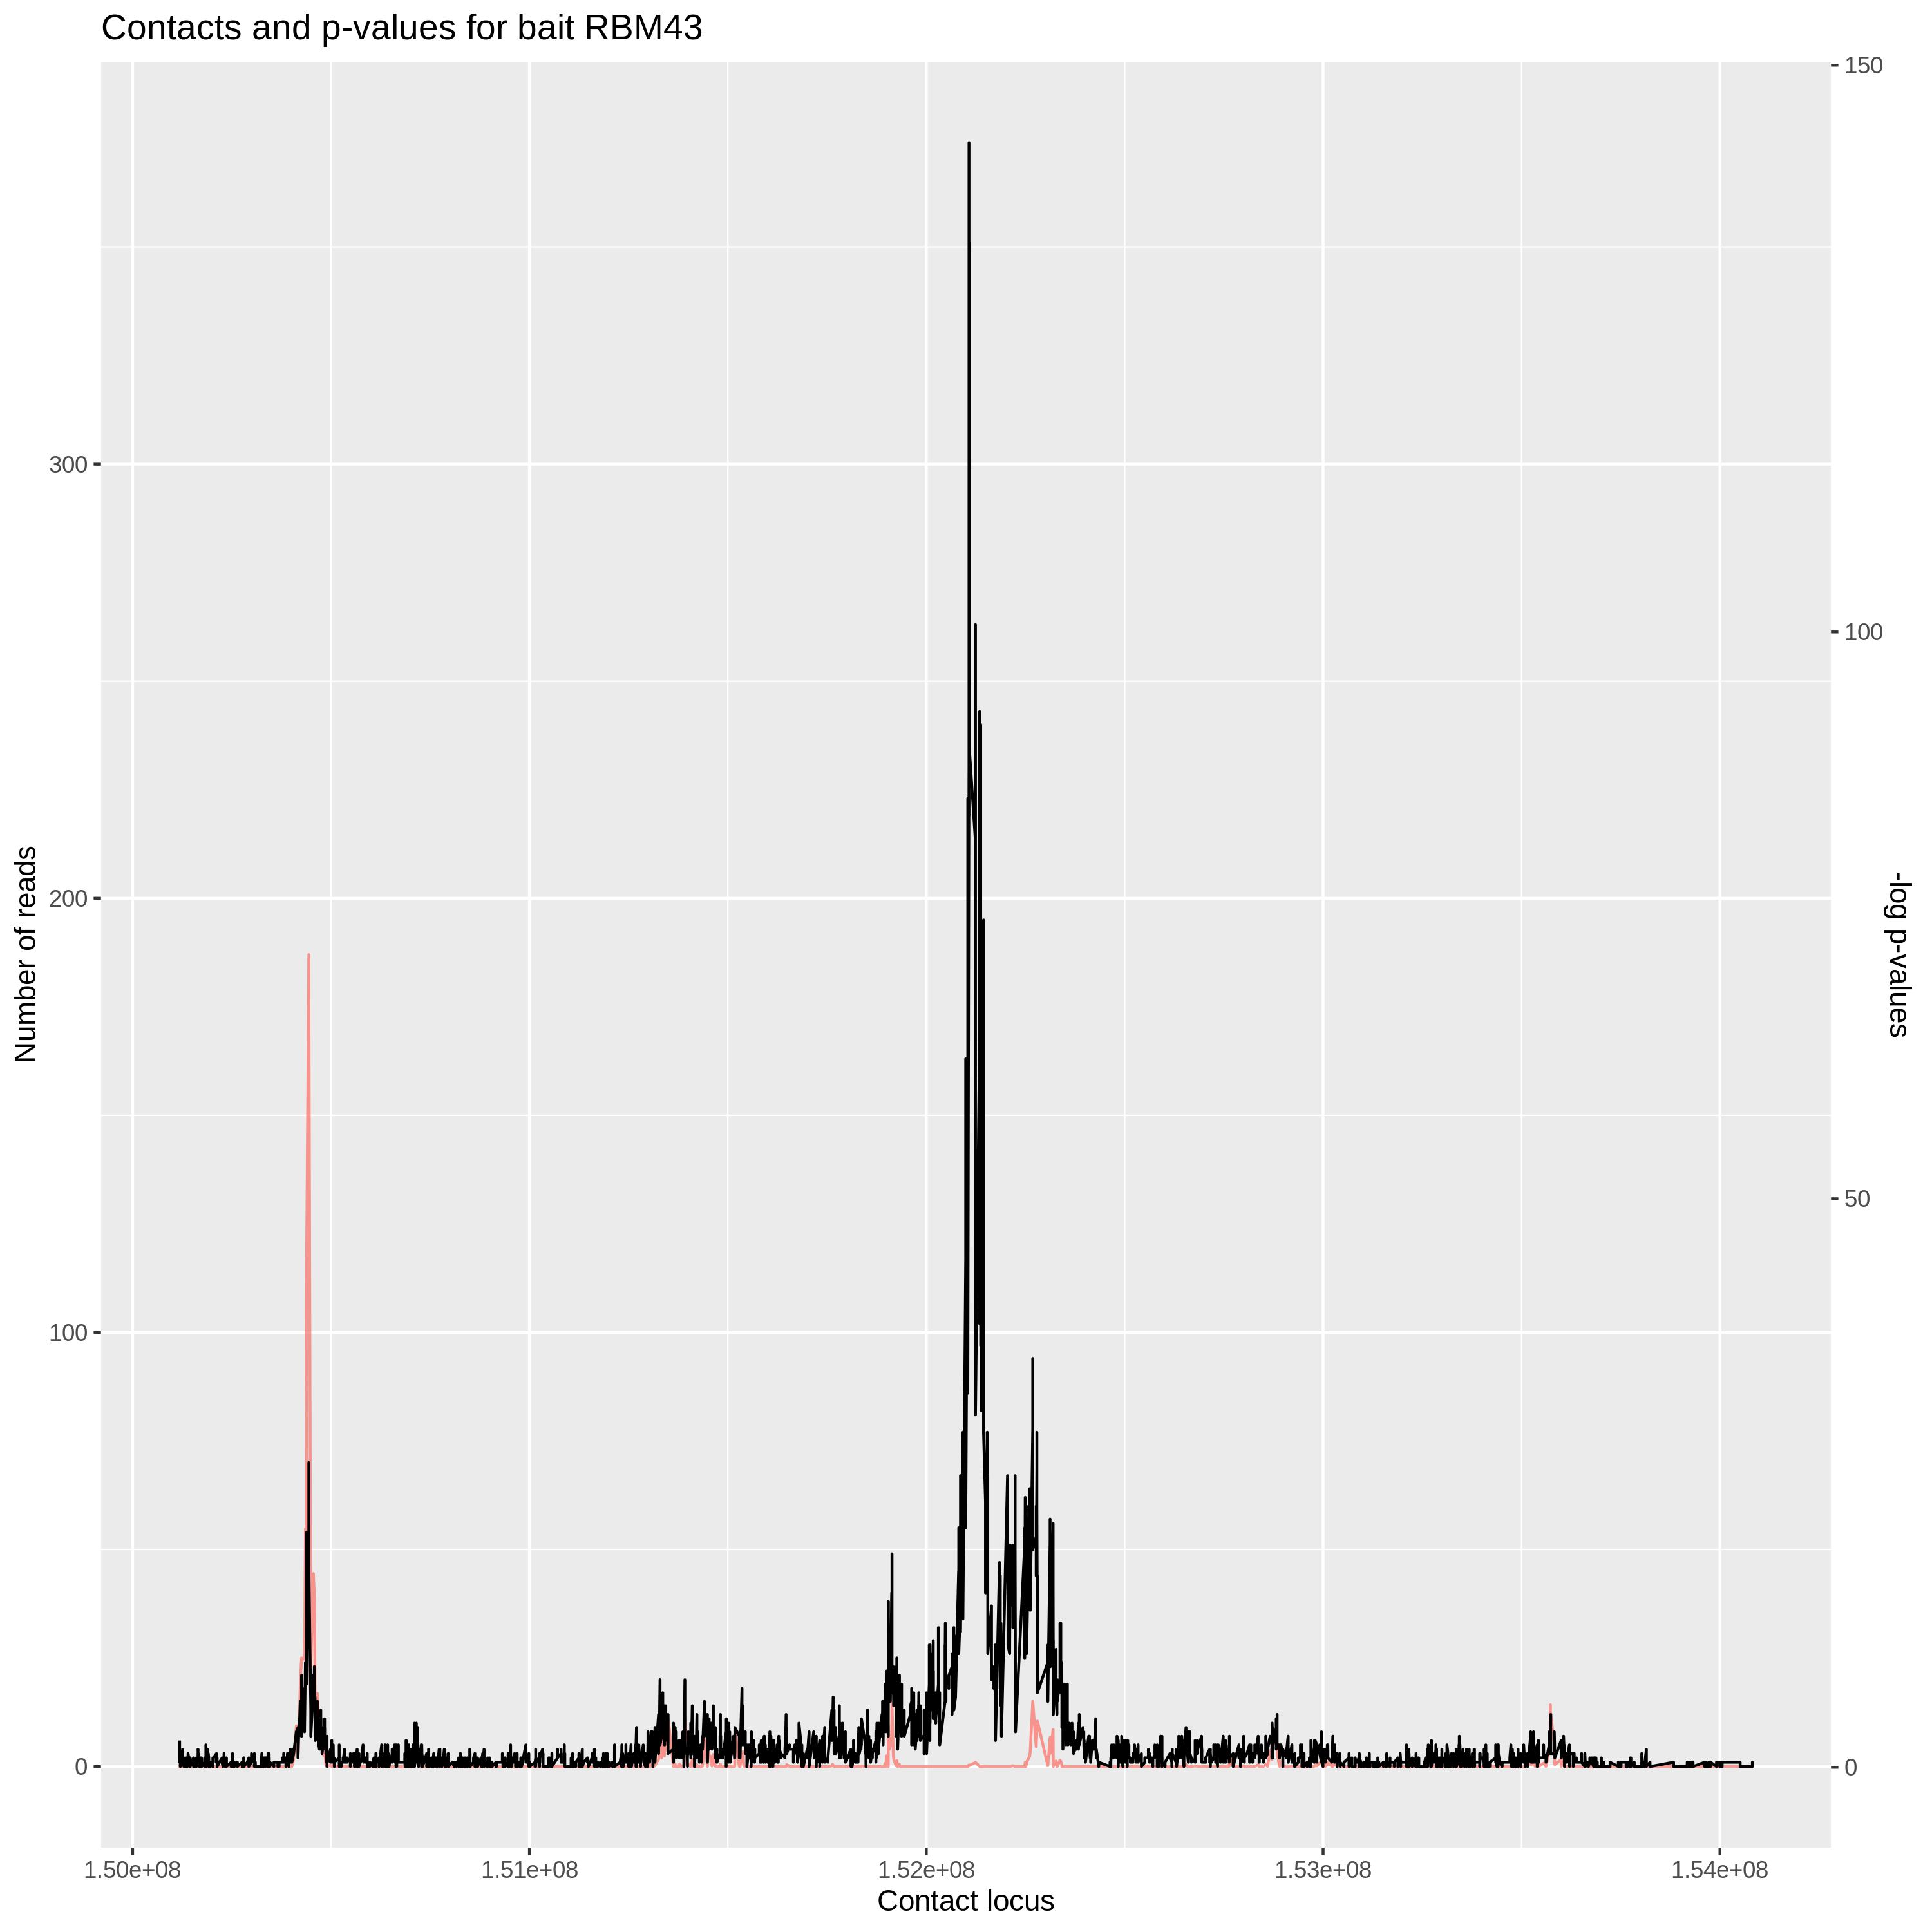 Contacts and p-values for bait RBM43
150
300
100
Number of reads
200
-log p-values
50
100
0
0
1.50e+08
1.51e+08
1.52e+08
1.53e+08
1.54e+08
Contact locus